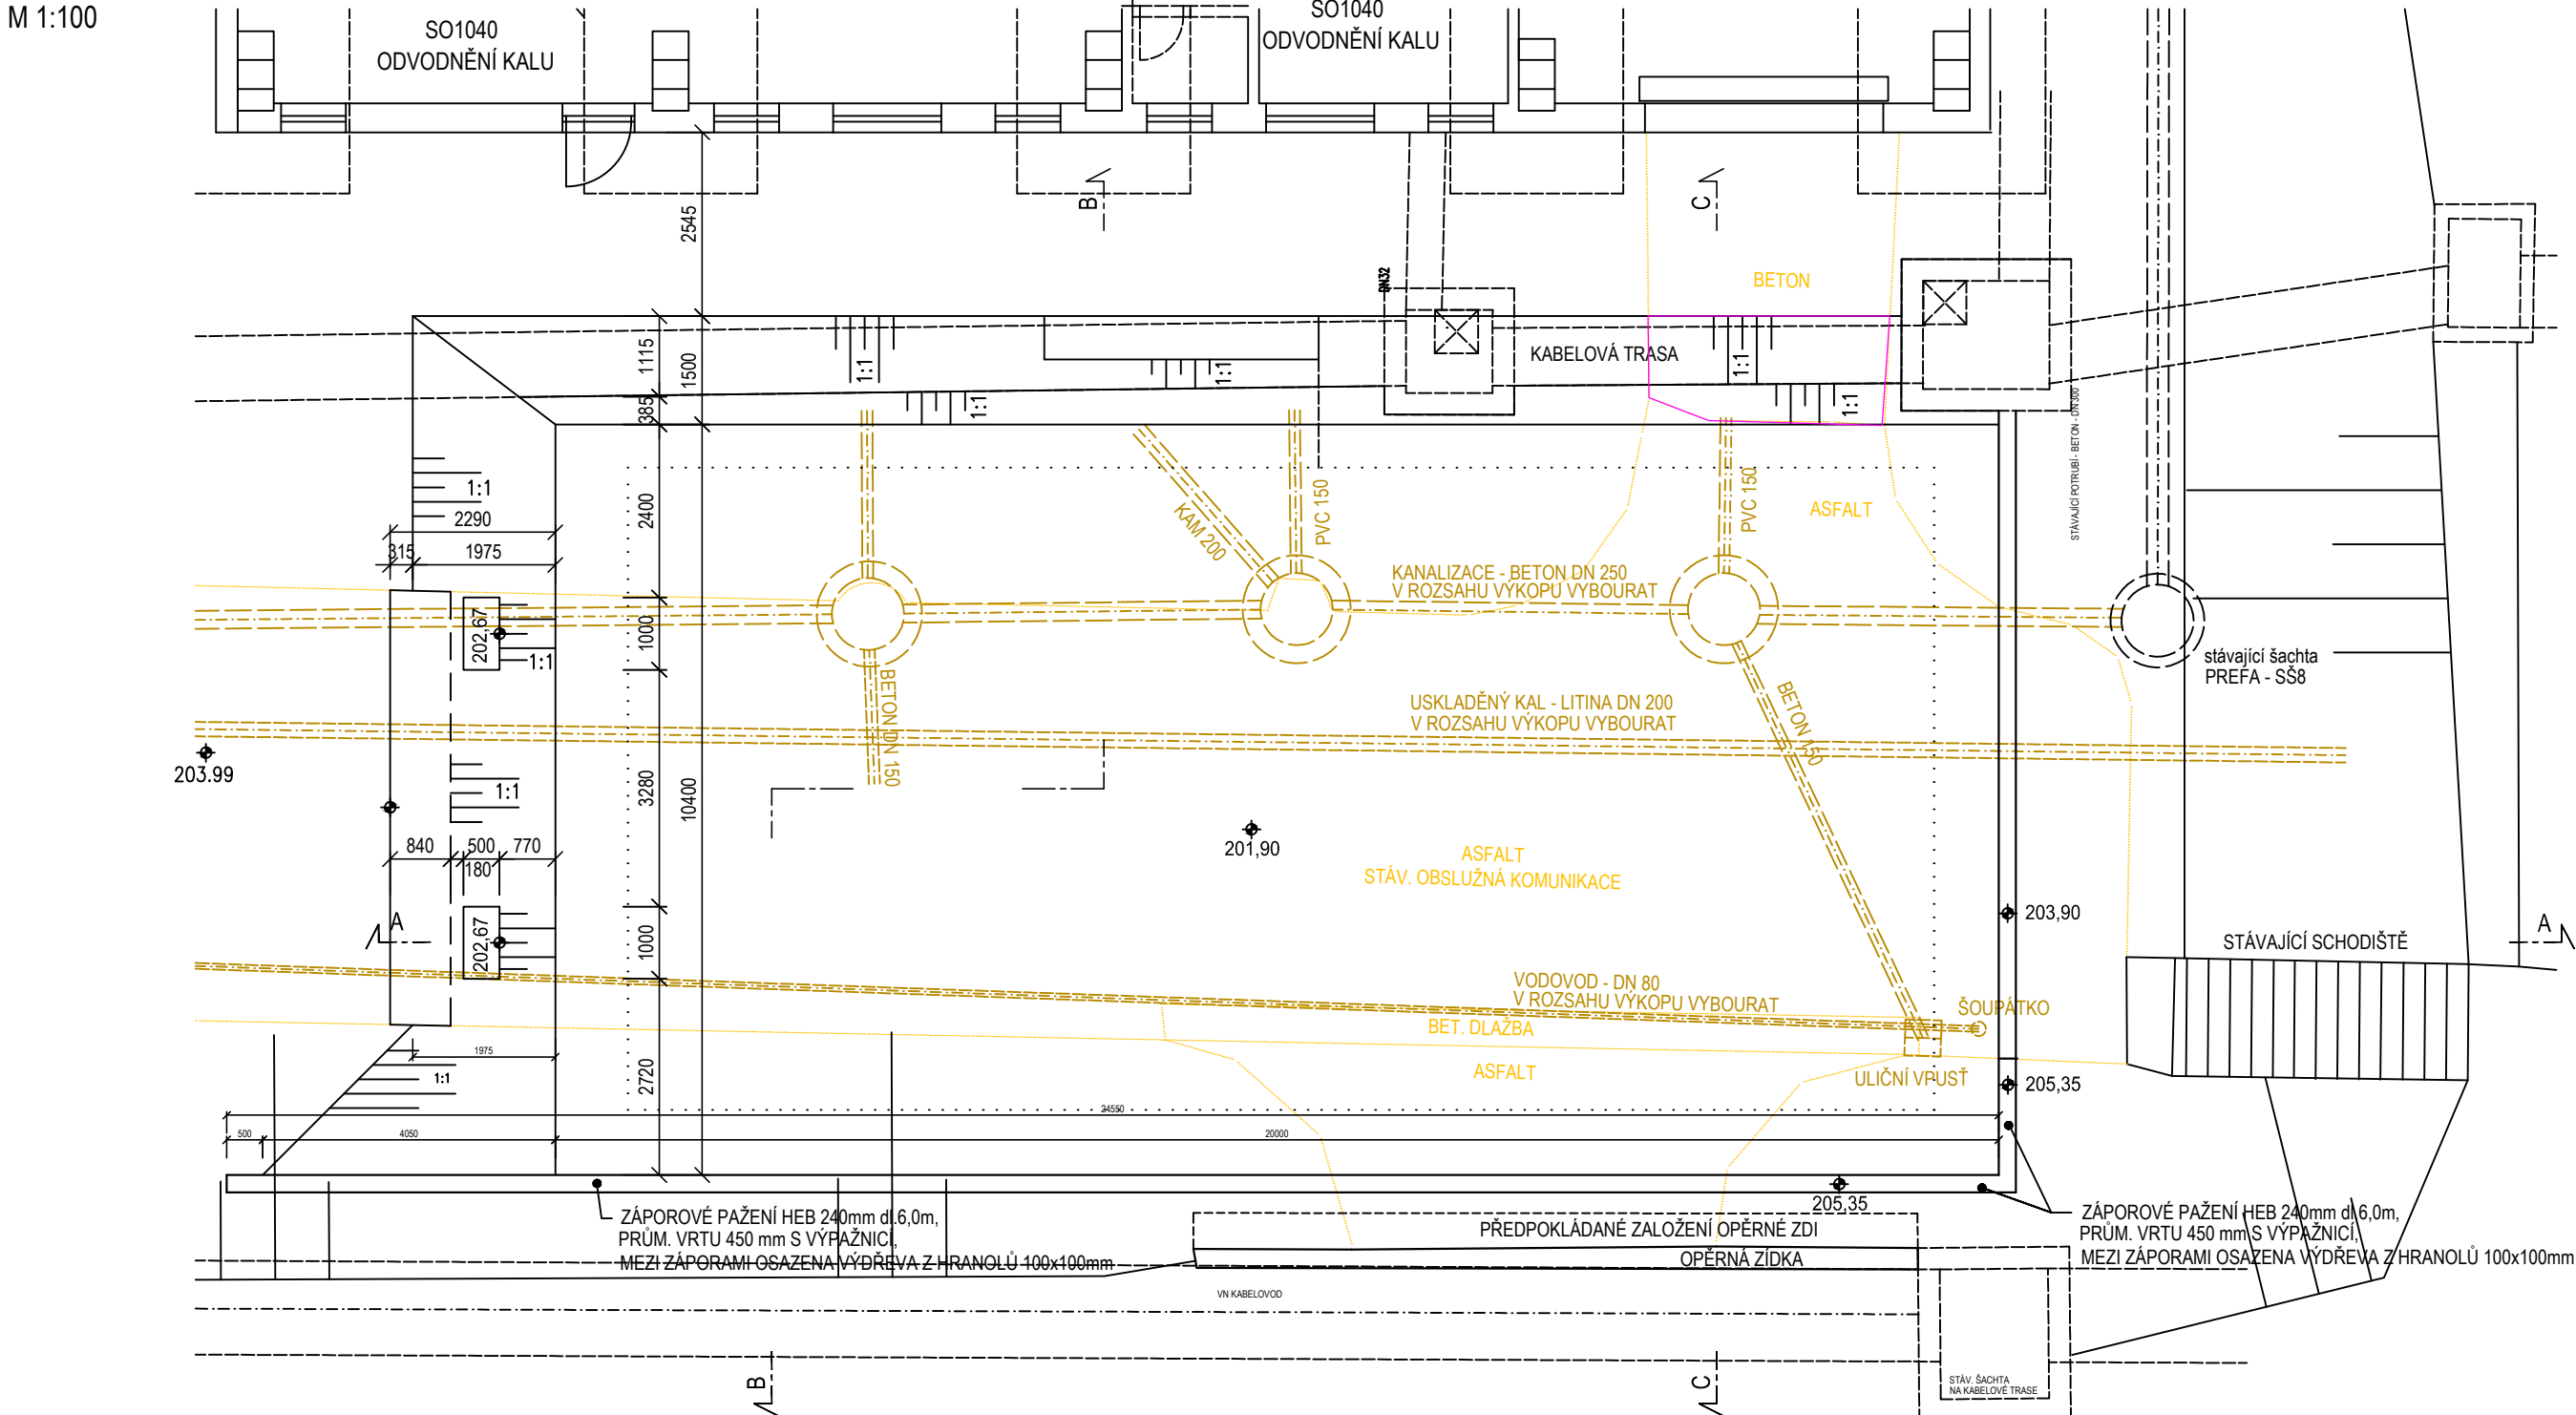 M 1:100
SO1040
ODVODNĚNÍ KALU
SO1040
ODVODNĚNÍ KALU
B
C
2545
DN32
BETON
KABELOVÁ TRASA
1115
1500
385
1:1
1:1
1:1
1:1
1:1
STÁVAJÍCÍ POTRUBÍ - BETON - DN300
1:1
2290
315
1975
2400
KAM 200
PVC 150
PVC 150
ASFALT
KANALIZACE - BETON DN 250
V ROZSAHU VÝKOPU VYBOURAT
202,67
1:1
1000
BETON DN 150
BETON 150
stávající šachta
PREFA - SŠ8
USKLADĚNÝ KAL - LITINA DN 200
V ROZSAHU VÝKOPU VYBOURAT
203.99
1:1
3280
10400
840
500
770
180
201,90
ASFALT
STÁV. OBSLUŽNÁ KOMUNIKACE
A
202,67
1000
203,90
STÁVAJÍCÍ SCHODIŠTĚ
A
VODOVOD - DN 80
V ROZSAHU VÝKOPU VYBOURAT
ŠOUPÁTKO
BET. DLAŽBA
1975
1:1
2720
ASFALT
ULIČNÍ VPUSŤ
205,35
24550
500
4050
20000
205,35
ZÁPOROVÉ PAŽENÍ HEB 240mm dl.6,0m,
PRŮM. VRTU 450 mm S VÝPAŽNICÍ,
MEZI ZÁPORAMI OSAZENA VÝDŘEVA Z HRANOLŮ 100x100mm
PŘEDPOKLÁDANÉ ZALOŽENÍ OPĚRNÉ ZDI
OPĚRNÁ ZÍDKA
ZÁPOROVÉ PAŽENÍ HEB 240mm dl.6,0m,
PRŮM. VRTU 450 mm S VÝPAŽNICÍ,
MEZI ZÁPORAMI OSAZENA VÝDŘEVA Z HRANOLŮ 100x100mm
VN KABELOVOD
B
C
STÁV. ŠACHTA
NA KABELOVÉ TRASE